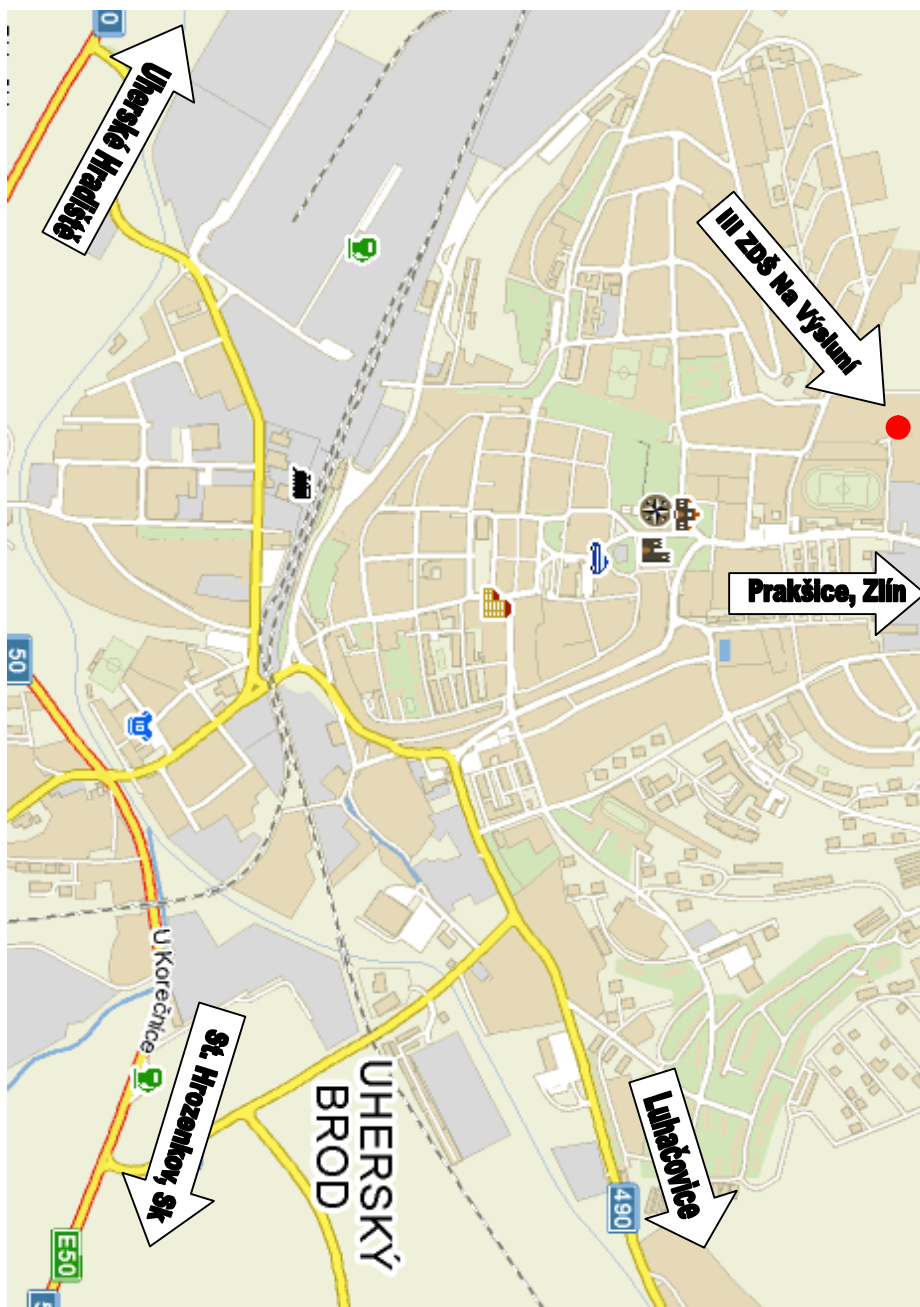 Uherské Hradiště
III ZDŠ Na Výsluní
Prakšice, Zlín
50
U Korečnice
St. Hrozenkov, Sk
UHERSKÝ
BROD
Luhačovice
490
E50